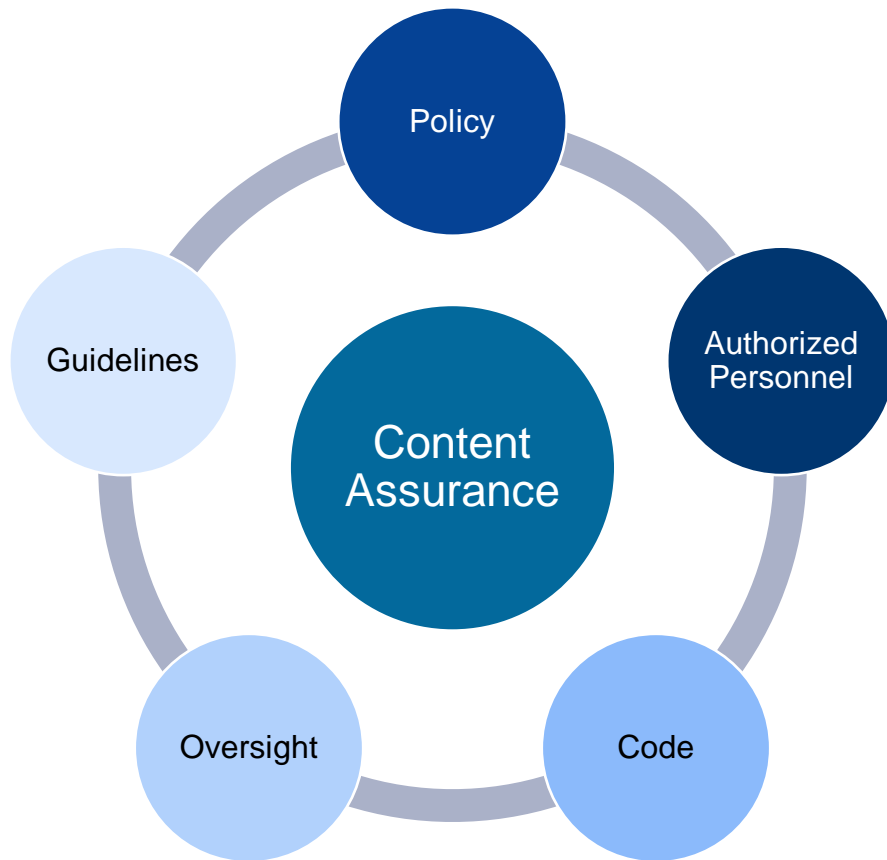 Policy
Authorized
Personnel
Guidelines
Content
Assurance
Oversight
Code